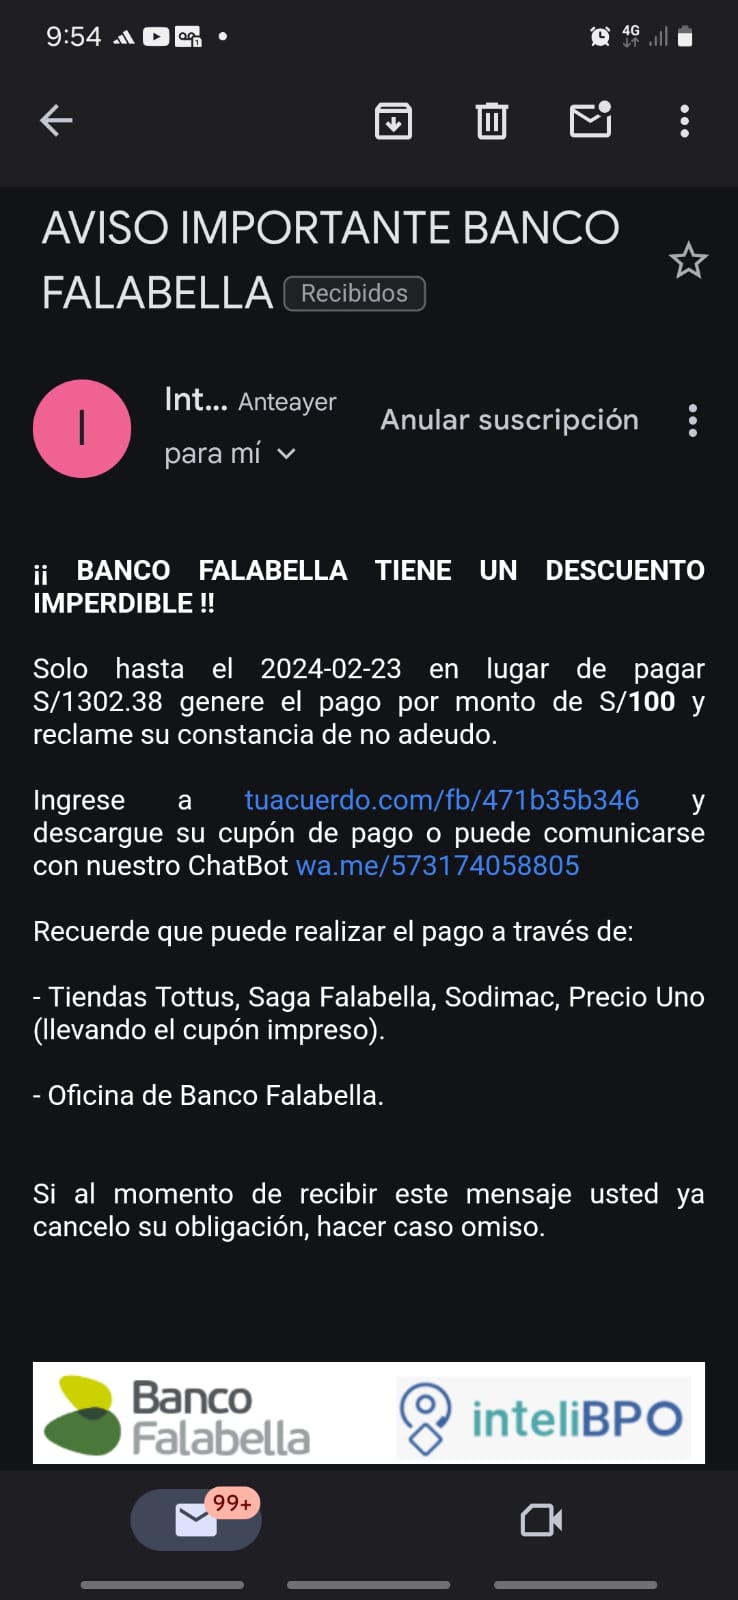 9:54
4G
AVISO IMPORTANTE BANCO
FALABELLA Recibidos
I
Int... Anteayer
Anular suscripción
para mí
¡¡ BANCO FALABELLA TIENE UN DESCUENTO
IMPERDIBLE !!
Solo hasta el 2024-02-23 en lugar de pagar
S/1302.38 genere el pago por monto de S/100 y
reclame su constancia de no adeudo.
Ingrese a tuacuerdo.com/fb/471b35b346 y
descargue su cupón de pago o puede comunicarse
con nuestro ChatBot wa.me/573174058805
Recuerde que puede realizar el pago a través de:
- Tiendas Tottus, Saga Falabella, Sodimac, Precio Uno
(llevando el cupón impreso).
- Oficina de Banco Falabella.
Si al momento de recibir este mensaje usted ya
cancelo su obligación, hacer caso omiso.
Banco
Falabella
inteliBPO
99+